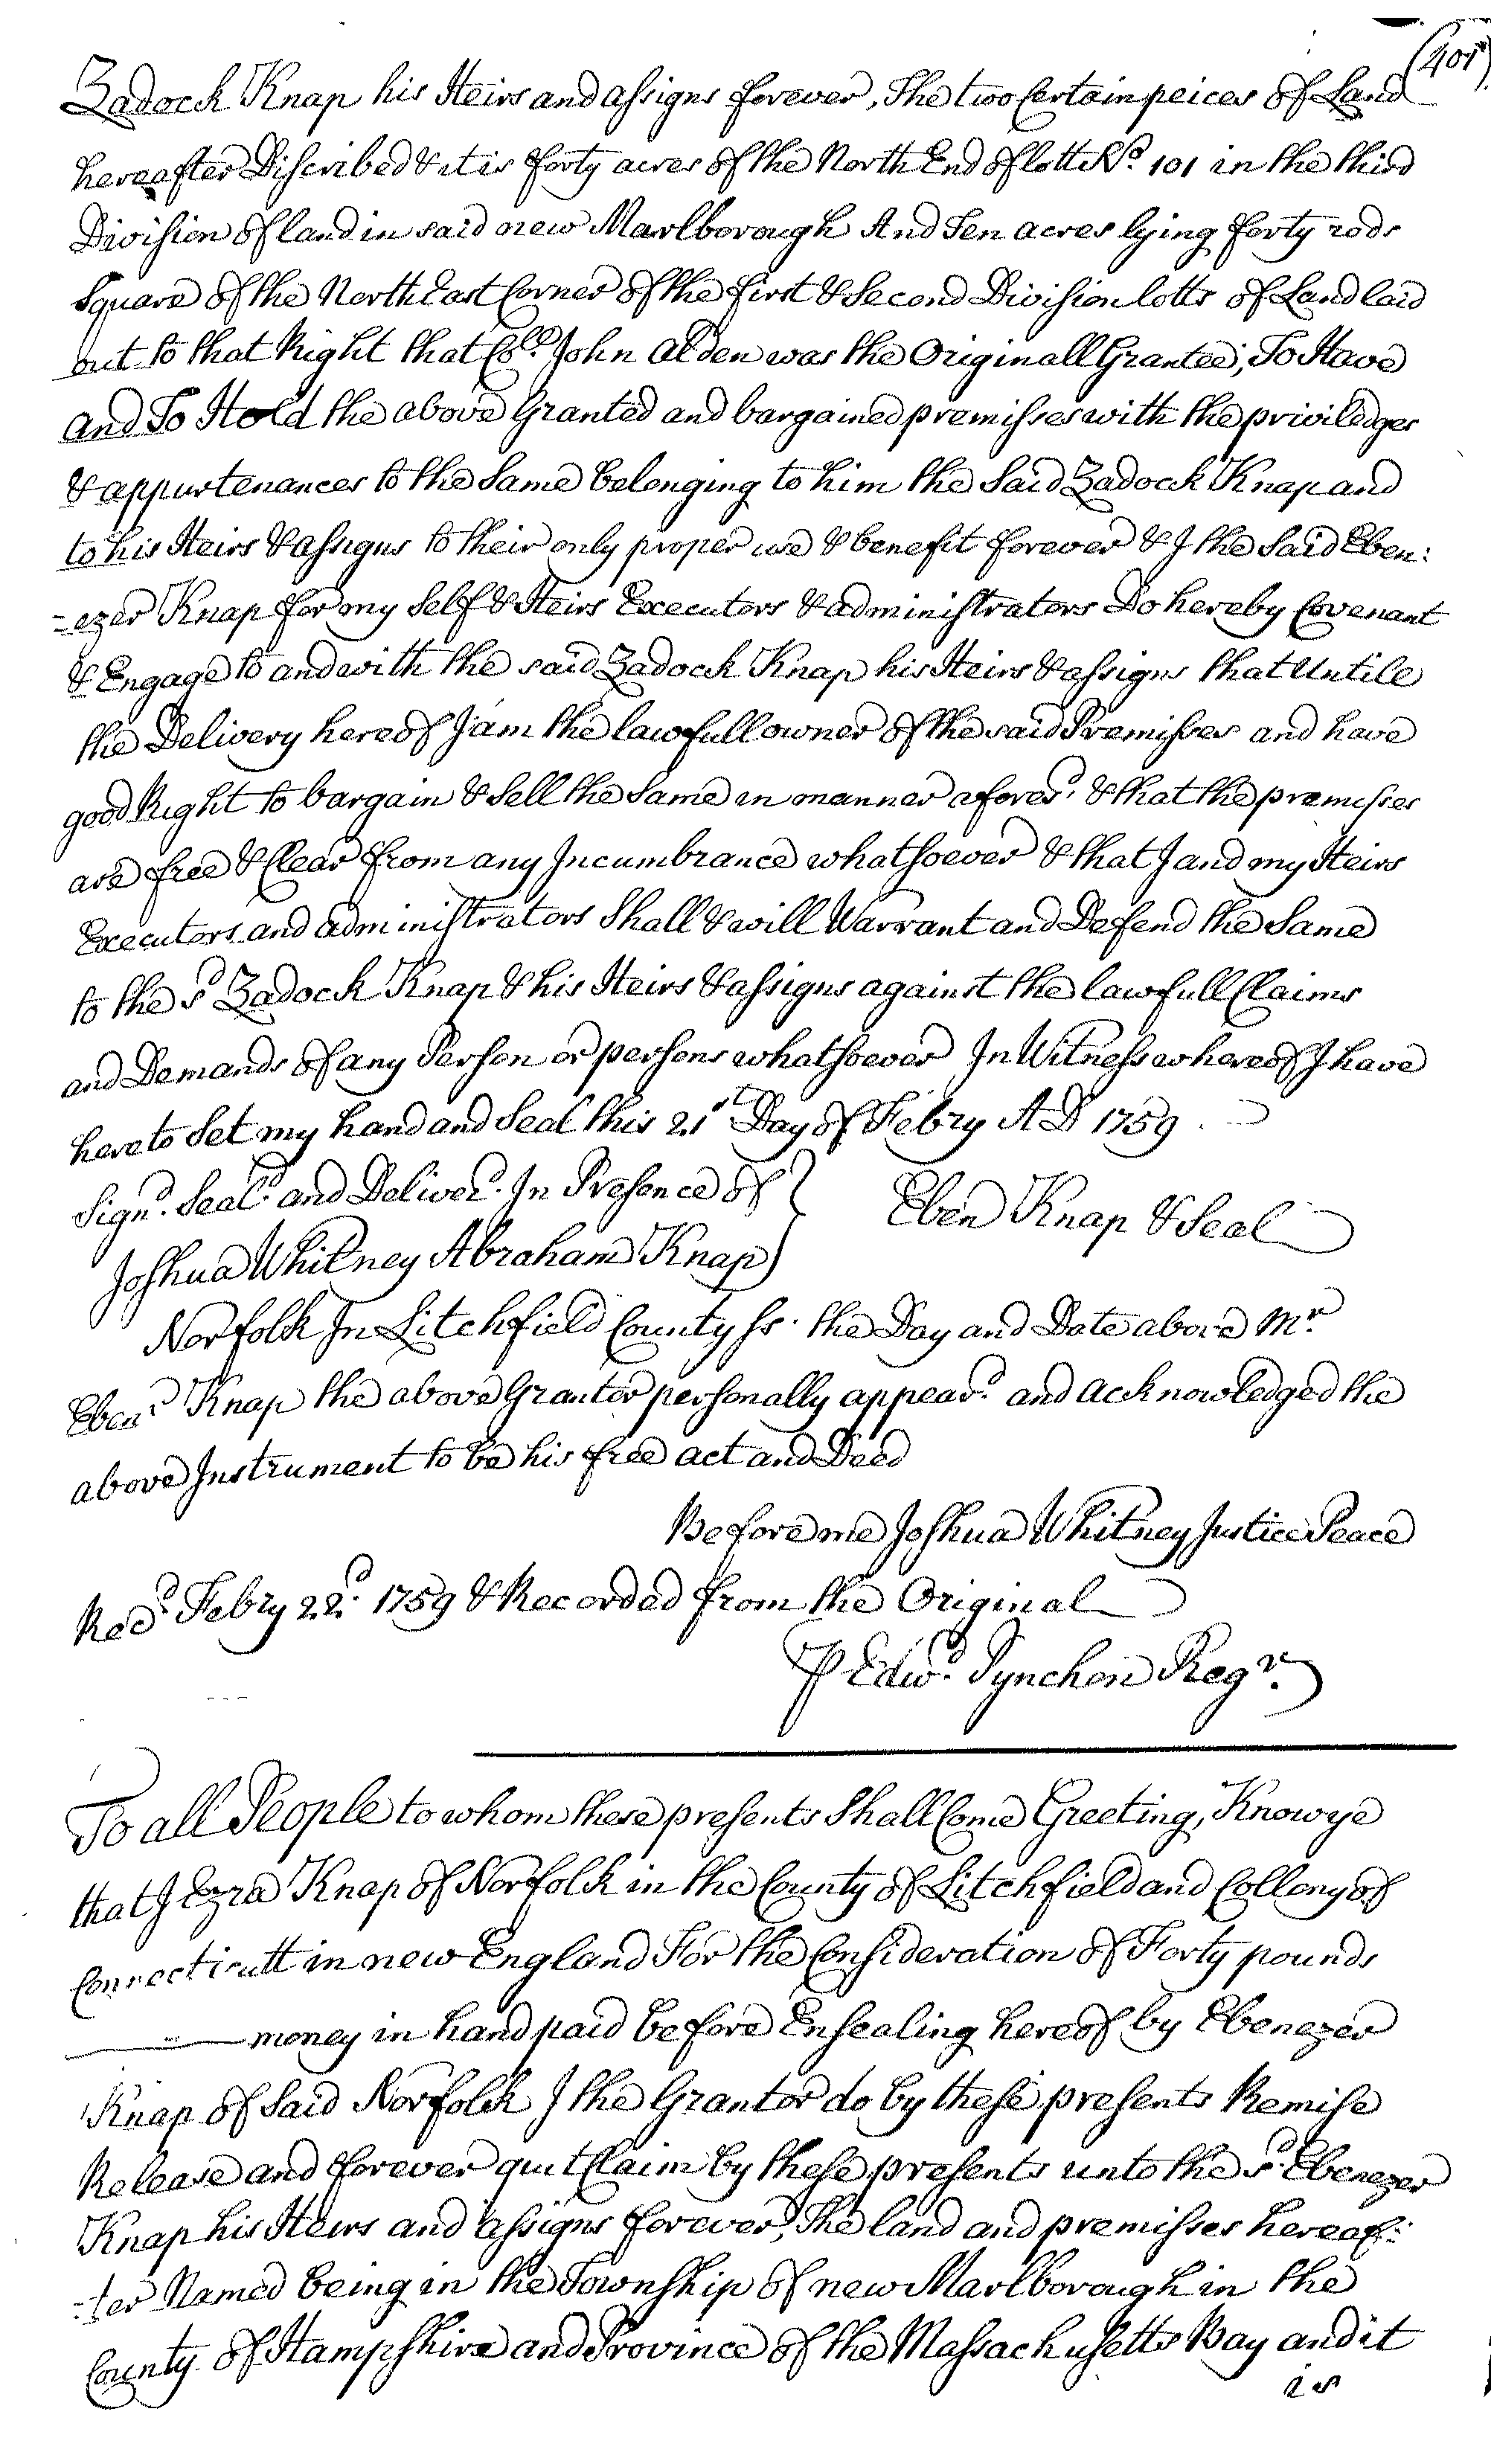 (401)
Zadock Knap his Heirs and assigns forever, The two Certain peices of Land
hereafter Discribed & it is forty acres of the North End of lott No. 101 in the third
Division of land in said new Marlborough And Ten acres lying forty rods
Square of the North East Corner of the first & Second Division lotts of Land laid
out to that Right that Coll. John Alden was the Originall Grantee, To Have
and To Hold the above Granted and bargained premisses with the priviledges
& appurtenances to the Same belonging to him the Said Zadock Knap and
to his Heirs & assigns to their only proper use & benefit forever & I the Said Eben:
-ezer Knap for my Self & Heirs Executors & administrators Do hereby Covenant
& Engage to and with the said Zadock Knap his Heirs & assigns that Untill
the Delivery hereof I am the lawfull owner of the said Premisses and have
good Right to bargain & Sell the Same in manner afores.d & that the premisses
are free & Clear from any Incumbrance whatsoever & that I and my Heirs
Executors and administrators Shall & will Warrant and Defend the Same
to the s.d Zadock Knap & his Heirs & assigns against the lawfull Claims
and Demands of any Person or persons whatsoever In Witness whereof I have
hereto Set my hand and Seal this 21st Day of Febry A D 1759
Sign.d Seal.d and Deliver.d In Presence of } Eben Knap & Seal
Joshua Whitney Abraham Knap
Norfolk In Litchfield County ss. the Day and Date above Mr.
Eben.r Knap the above Grantor personally appear.d and acknowledged the
above Instrument to be his free act and Deed
Before me Joshua Whitney Justice Peace
Rec.d Febry 22.d 1759 & Recorded from the Original
P Edw.d Pynchon Reg.r
To all People to whom these presents Shall Come Greeting, Know ye
that I Ezra Knap of Norfolk in the County of Litchfield and Collony of
Connecticutt in new England For the Consideration of Forty pounds
money in hand paid before Ensealing hereof by Ebenezer
Knap of Said Norfolk I the Grantor do by these presents Remise
Release and forever quit Claim by these presents unto the s.d Ebenezer
Knap his Heirs and assigns forever, The land and premisses hereaf:
-ter Named being in the Township of new Marlborough in the
County of Hampshire and Province of the Massachusetts Bay and it
is